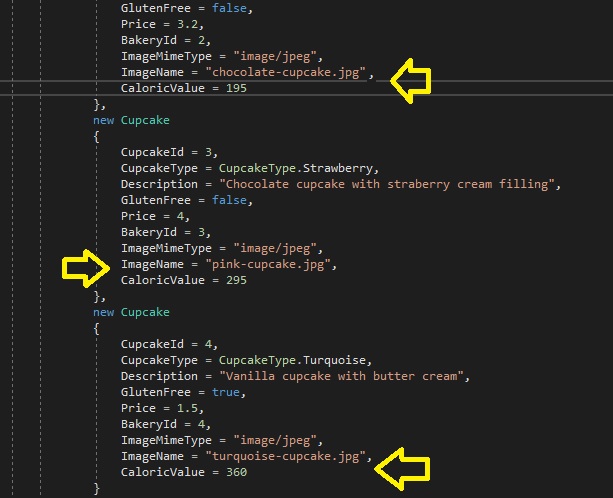 GlutenFree = false,
Price = 3.2,
BakeryId = 2,
ImageMimeType = "image/jpeg",
ImageName = "chocolate-cupcake.jpg",
CaloricValue = 195
},
new Cupcake
{
CupcakeId = 3,
CupcakeType = CupcakeType.Strawberry,
Description = "Chocolate cupcake with straberry cream filling",
GlutenFree = false,
Price = 4,
BakeryId = 3,
ImageMimeType = "image/jpeg",
ImageName = "pink-cupcake.jpg",
CaloricValue = 295
},
new Cupcake
{
CupcakeId = 4,
CupcakeType = CupcakeType.Turquoise,
Description = "Vanilla cupcake with butter cream",
GlutenFree = true,
Price = 1.5,
BakeryId = 4,
ImageMimeType = "image/jpeg",
ImageName = "turquoise-cupcake.jpg",
CaloricValue = 360
}